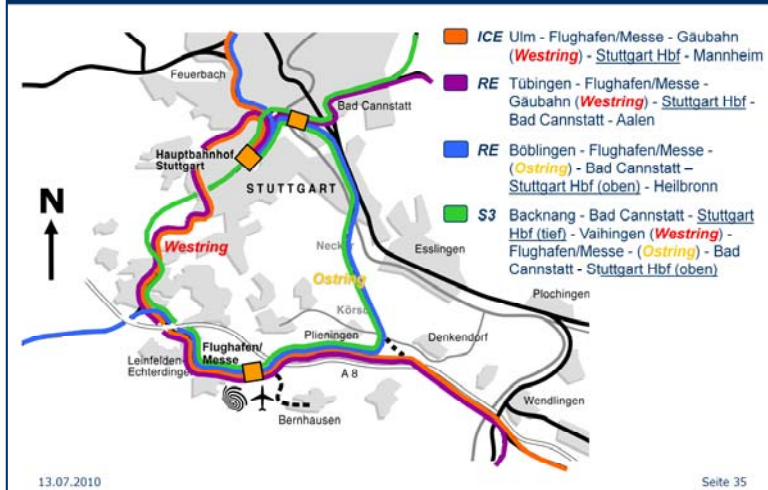 ICE Ulm - Flughafen/Messe - Gäubahn
(Westring) - Stuttgart Hbf - Mannheim
RE Tübingen - Flughafen/Messe -
Gäubahn (Westring) - Stuttgart Hbf -
Bad Cannstatt - Aalen
RE Böblingen - Flughafen/Messe -
(Ostring) - Bad Cannstatt –
Stuttgart Hbf (oben) - Heilbronn
S3 Backnang - Bad Cannstatt - Stuttgart
Hbf (tief) - Vaihingen (Westring) -
Flughafen/Messe - (Ostring) - Bad
Cannstatt - Stuttgart Hbf (oben)
Feuerbach
Bad Cannstatt
Hauptbahnhof
Stuttgart
STUTTGART
N
Westring
Neckar
Esslingen
Ostring
Körsch
Plochingen
Plieningen
Denkendorf
Flughafen/
Messe
Leinfelden-
Echterdingen
A 8
Wendlingen
Bernhausen
13.07.2010
Seite 35